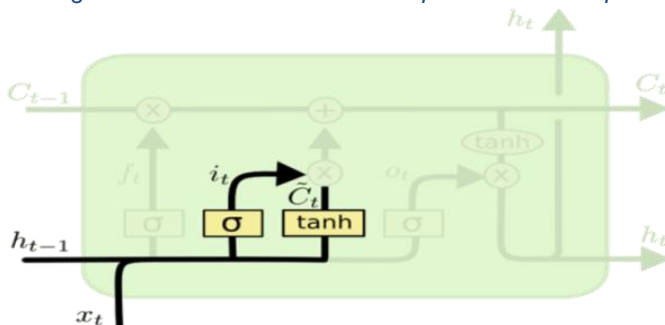 h_t
C_{t-1} × + C_t
tanh
f_t i_t × o_t ×
C̃_t
σ σ tanh σ
h_{t-1} h_t
x_t